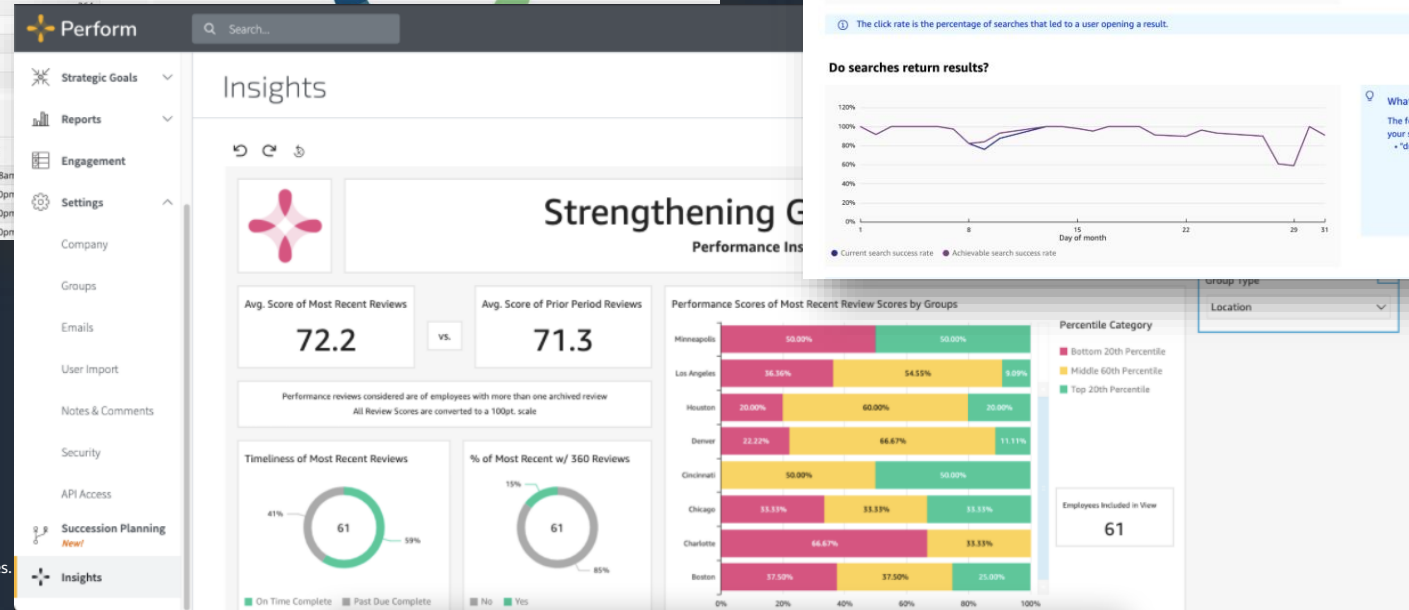 Perform
Search...
Strategic Goals
Reports
Engagement
Settings
Company
Groups
Emails
User Import
Notes & Comments
Security
API Access
Succession Planning
New!
Insights
Insights
Strengthening
Performance
Avg. Score of Most Recent Reviews
72.2
vs.
Avg. Score of Prior Period Reviews
71.3
Performance reviews considered are of employees with more than one archived review
All Review Scores are converted to a 100pt. scale
Timeliness of Most Recent Reviews
41%
61
59%
On Time Complete Past Due Complete
% of Most Recent w/ 360 Reviews
15%
61
85%
No Yes
Performance Scores of Most Recent Review Scores by Groups
Minneapolis 50.00% 50.00%
Los Angeles 36.36% 54.55% 9.09%
Houston 20.00% 60.00% 20.00%
Denver 22.22% 66.67% 11.11%
Cincinnati 50.00% 50.00%
Chicago 33.33% 33.33% 33.33%
Charlotte 66.67% 33.33%
Boston 37.50% 37.50% 25.00%
0% 20% 40% 60% 80% 100%
Percentile Category
Bottom 20th Percentile
Middle 60th Percentile
Top 20th Percentile
Employees Included in View
61
Group Type
Location
The click rate is the percentage of searches that led to a user opening a result.
Do searches return results?
120%
100%
80%
60%
40%
20%
0%
1 8 15 22 29 31
Day of month
Current search success rate Achievable search success rate
The
your